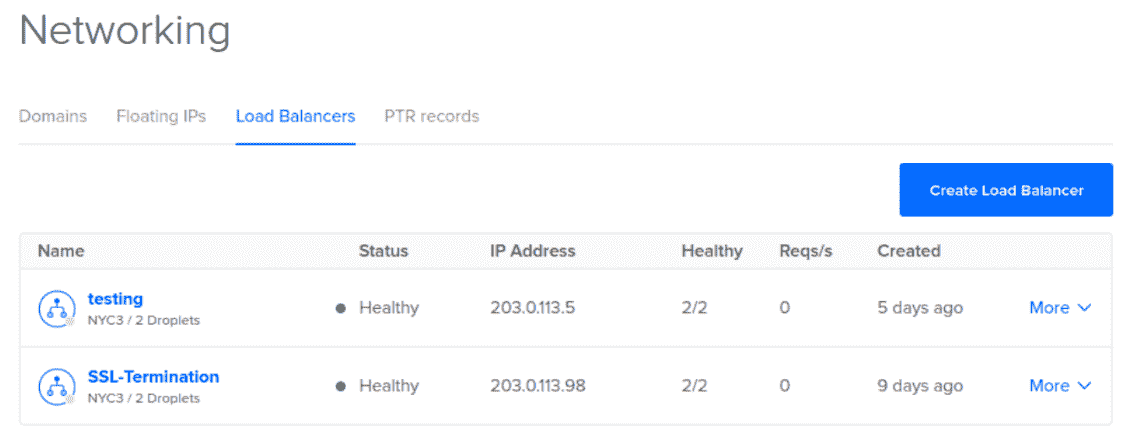 Networking
Domains Floating IPs Load Balancers PTR records
Create Load Balancer
Name Status IP Address Healthy Reqs/s Created
testing
NYC3 / 2 Droplets
Healthy 203.0.113.5 2/2 0 5 days ago More
SSL-Termination
NYC3 / 2 Droplets
Healthy 203.0.113.98 2/2 0 9 days ago More